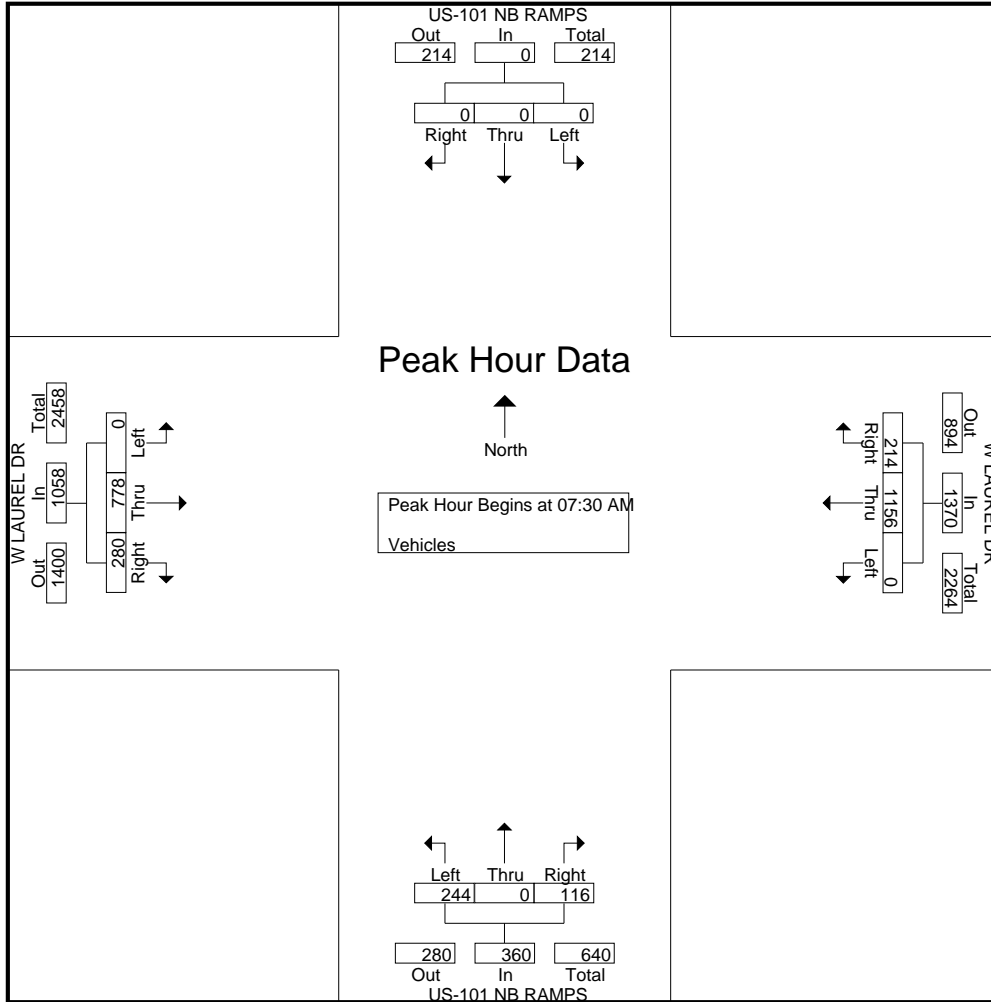 US-101 NB RAMPS
Out In Total
214 0 214
0 0 0
Right Thru Left
Peak Hour Data
North
Peak Hour Begins at 07:30 AM
Vehicles
W LAUREL DR
Out In Total
1400 1058 2458
280 778 0
Right Thru Left
W LAUREL DR
Out In Total
894 1370 2264
214 1156 0
Right Thru Left
Left Thru Right
244 0 116
280 360 640
Out In Total
US-101 NB RAMPS